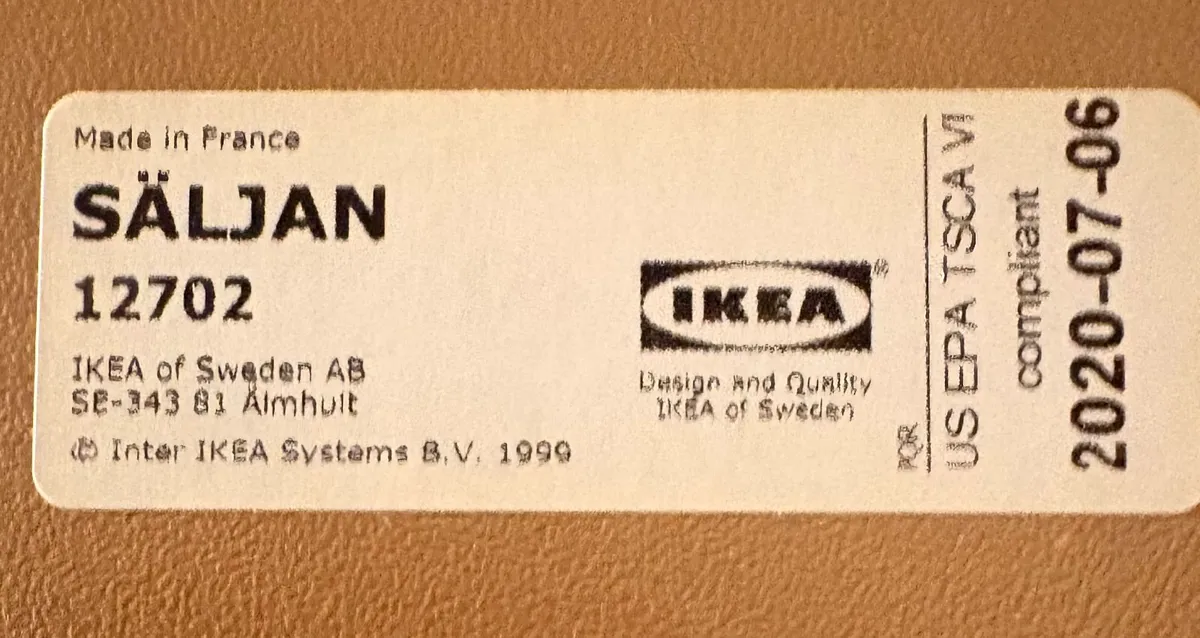 Made in France
SÄLJAN
12702
IKEA of Sweden AB
SE-343 81 Älmhult
© Inter IKEA Systems B.V. 1999
IKEA®
Design and Quality
IKEA of Sweden
PQR
US EPA TSCA VI
compliant
2020-07-06